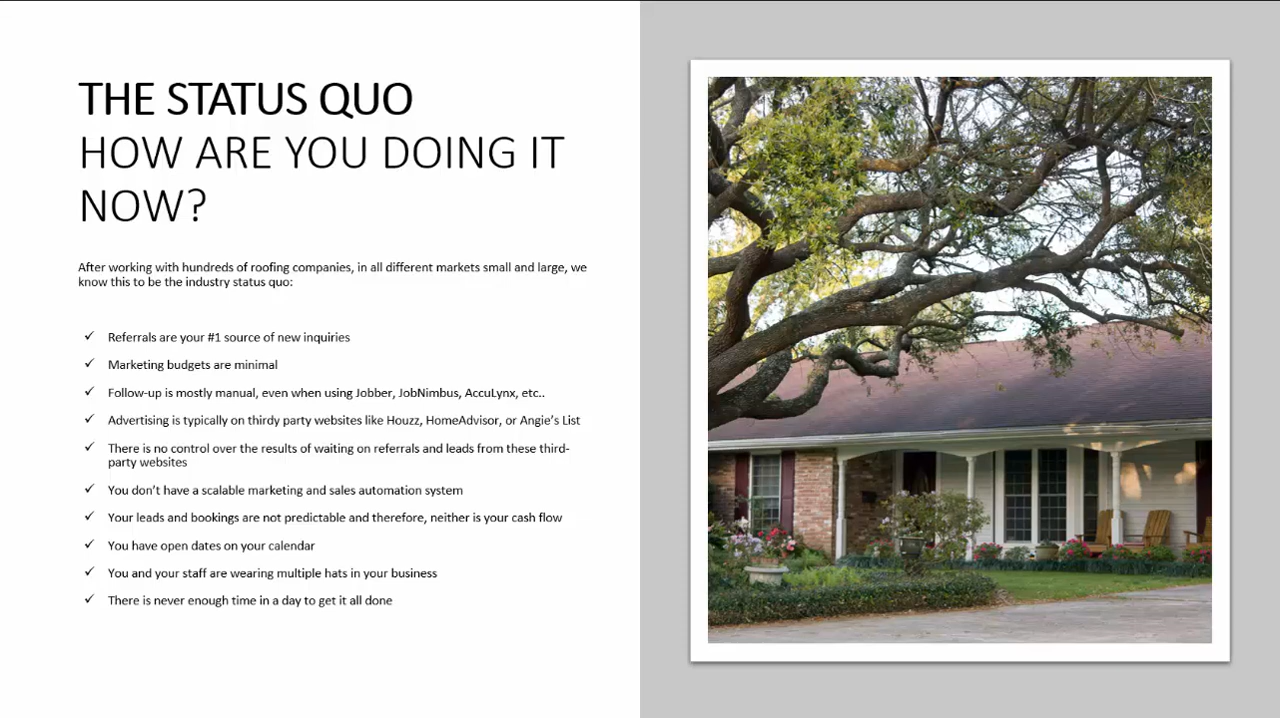 THE STATUS QUO
HOW ARE YOU DOING IT
NOW?
After working with hundreds of roofing companies, in all different markets small and large, we
know this to be the industry status quo:
✓ Referrals are your #1 source of new inquiries
✓ Marketing budgets are minimal
✓ Follow-up is mostly manual, even when using Jobber, JobNimbus, AccuLynx, etc..
✓ Advertising is typically on thirdy party websites like Houzz, HomeAdvisor, or Angie’s List
✓ There is no control over the results of waiting on referrals and leads from these third-
party websites
✓ You don’t have a scalable marketing and sales automation system
✓ Your leads and bookings are not predictable and therefore, neither is your cash flow
✓ You have open dates on your calendar
✓ You and your staff are wearing multiple hats in your business
✓ There is never enough time in a day to get it all done